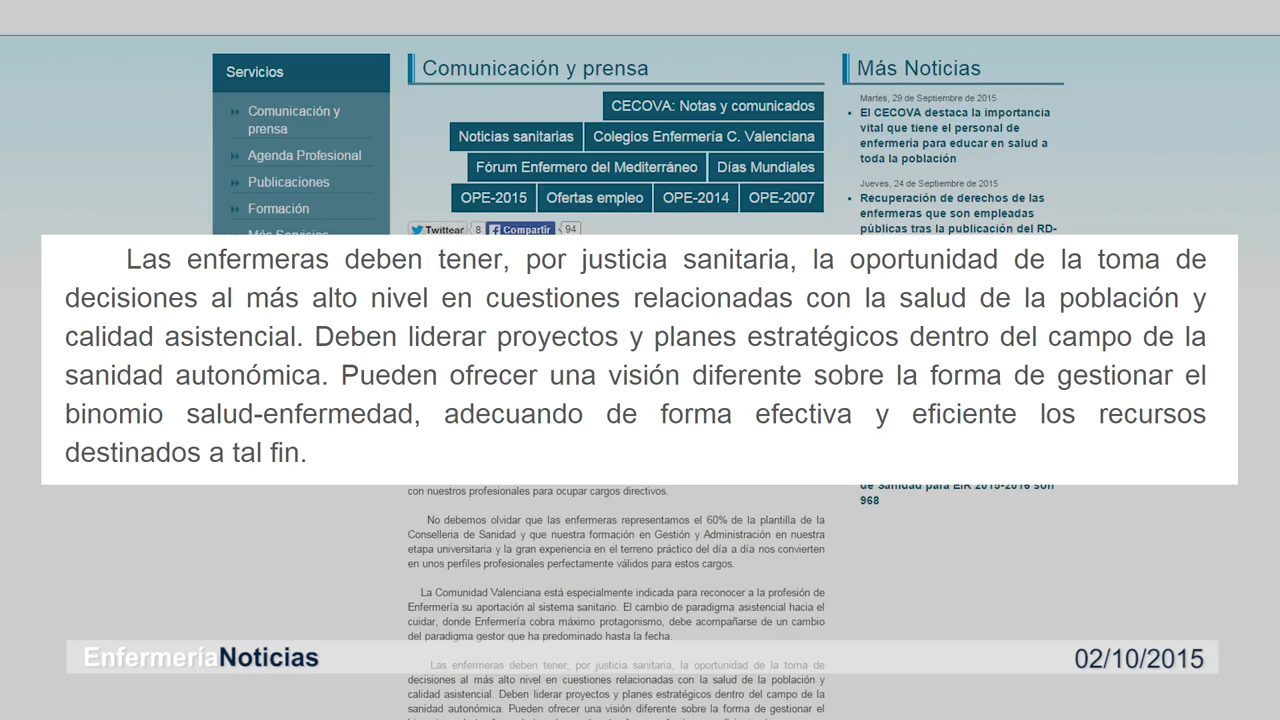 Servicios
Comunicación y
prensa
Agenda Profesional
Publicaciones
Formación
Más Servicios
Comunicación y prensa
CECOVA: Notas y comunicados
Noticias sanitarias
Colegios Enfermería C. Valenciana
Fórum Enfermero del Mediterráneo
Días Mundiales
OPE-2015
Ofertas empleo
OPE-2014
OPE-2007
Twittear 8
Compartir 94
Más Noticias
Martes, 29 de Septiembre de 2015
El CECOVA destaca la importancia
vital que tiene el personal de
enfermería para educar en salud a
toda la población
Jueves, 24 de Septiembre de 2015
Recuperación de derechos de las
enfermeras que son empleadas
públicas tras la publicación del RD-
Las enfermeras deben tener, por justicia sanitaria, la oportunidad de la toma de
decisiones al más alto nivel en cuestiones relacionadas con la salud de la población y
calidad asistencial. Deben liderar proyectos y planes estratégicos dentro del campo de la
sanidad autonómica. Pueden ofrecer una visión diferente sobre la forma de gestionar el
binomio salud-enfermedad, adecuando de forma efectiva y eficiente los recursos
destinados a tal fin.
de Sanidad para EIR 2015-2016 son
968
con nuestros profesionales para ocupar cargos directivos.
No debemos olvidar que las enfermeras representamos el 60% de la plantilla de la
Conselleria de Sanidad y que nuestra formación en Gestión y Administración en nuestra
etapa universitaria y la gran experiencia en el terreno práctico del día a día nos convierten
en unos perfiles profesionales perfectamente válidos para estos cargos.
La Comunidad Valenciana está especialmente indicada para reconocer a la profesión de
Enfermería su aportación al sistema sanitario. El cambio de paradigma asistencial hacia el
cuidar, donde Enfermería cobra máximo protagonismo, debe acompañarse de un cambio
del paradigma gestor que ha predominado hasta la fecha.
Las enfermeras deben tener, por justicia sanitaria, la oportunidad de la toma de
decisiones al más alto nivel en cuestiones relacionadas con la salud de la población y
calidad asistencial. Deben liderar proyectos y planes estratégicos dentro del campo de la
sanidad autonómica. Pueden ofrecer una visión diferente sobre la forma de gestionar el
EnfermeríaNoticias
02/10/2015